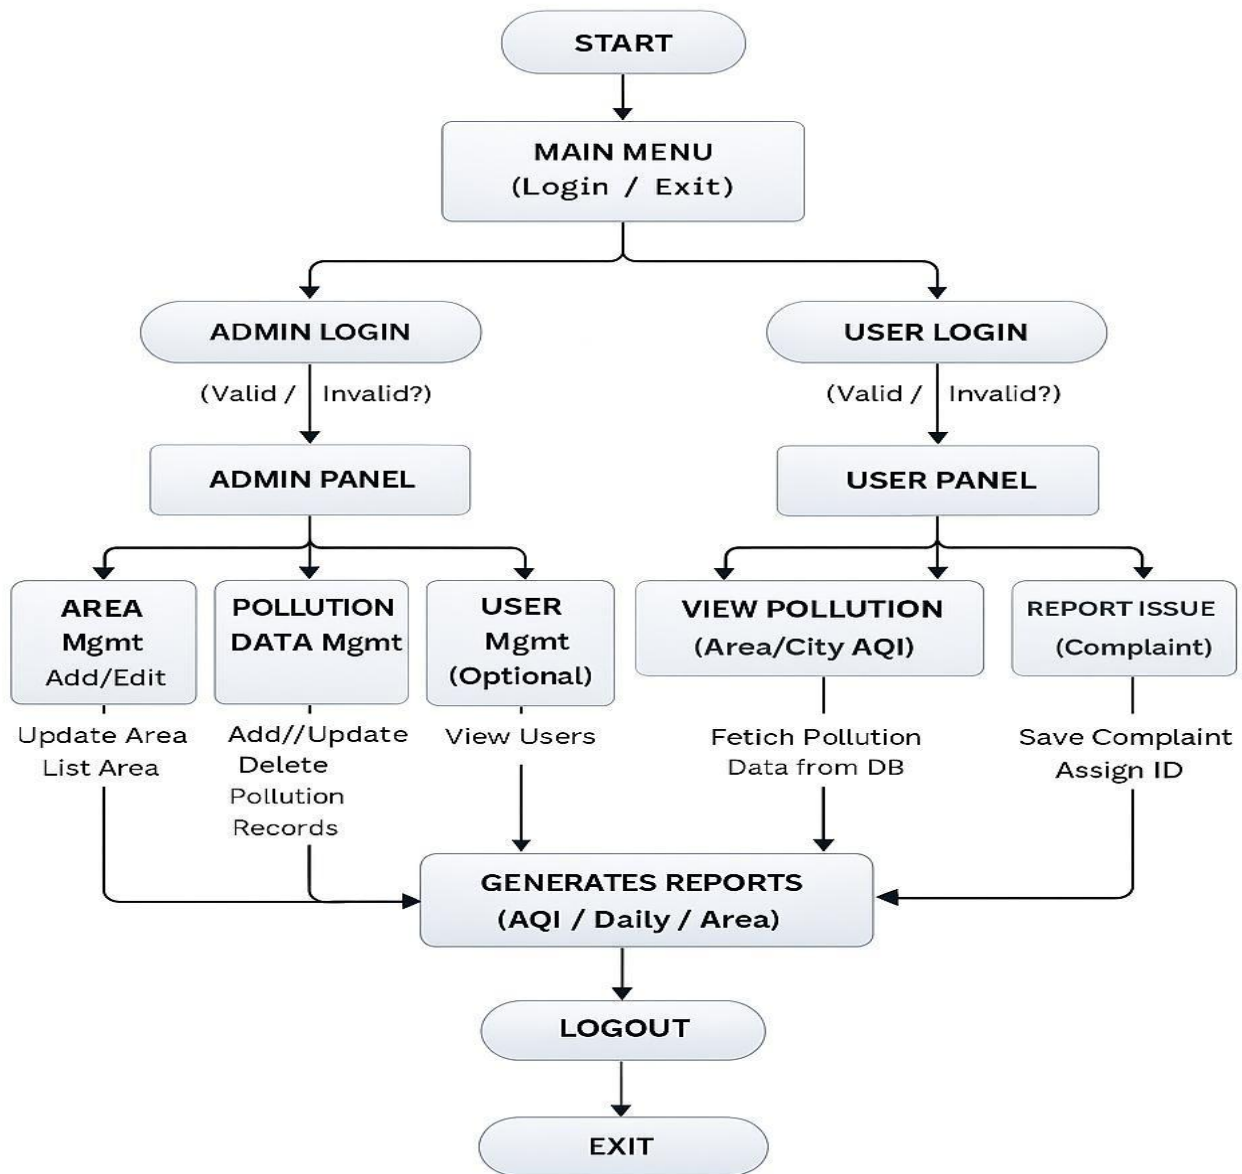 START
MAIN MENU
(Login / Exit)
ADMIN LOGIN
USER LOGIN
(Valid / Invalid?)
(Valid / Invalid?)
ADMIN PANEL
USER PANEL
AREA
Mgmt
Add/Edit
POLLUTION
DATA Mgmt
USER
Mgmt
(Optional)
VIEW POLLUTION
(Area/City AQI)
REPORT ISSUE
(Complaint)
Update Area
List Area
Add//Update
Delete
Pollution
Records
View Users
Fetich Pollution
Data from DB
Save Complaint
Assign ID
GENERATES REPORTS
(AQI / Daily / Area)
LOGOUT
EXIT